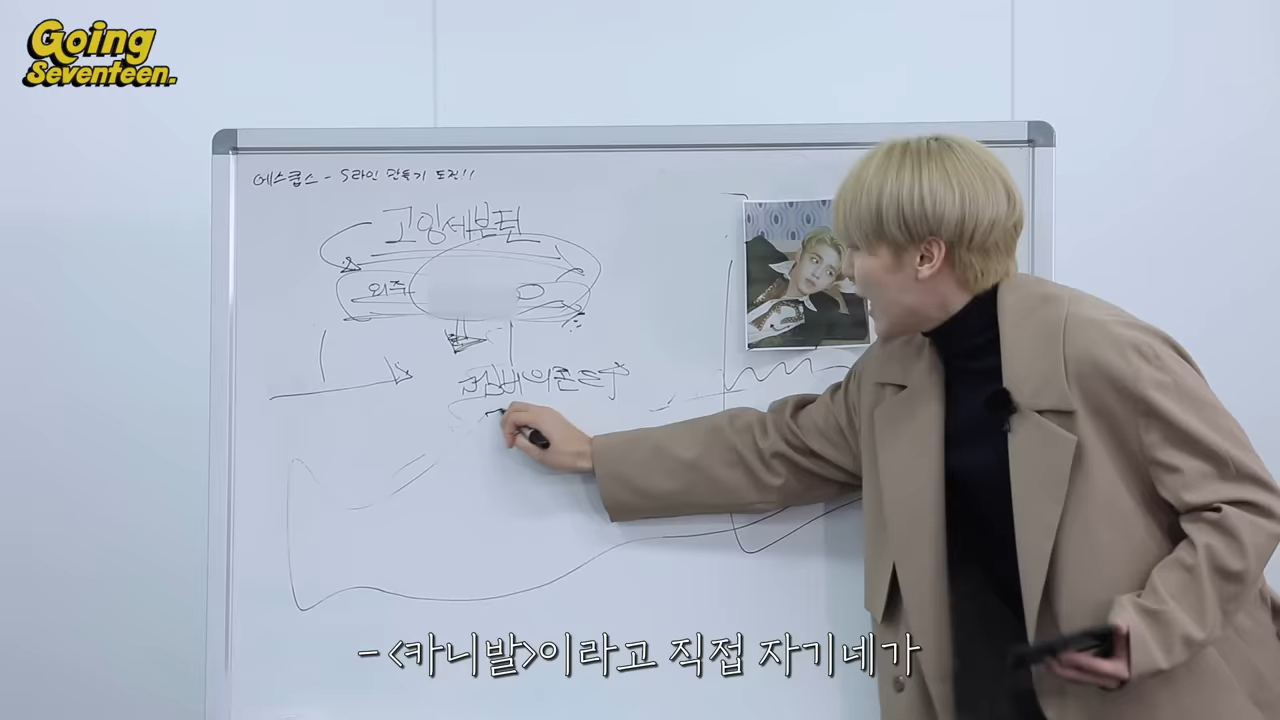 Going
Seventeen.
에스쿱스 - S라인 만들기 도전!!
고잉세븐틴
외주
- <카니발>이라고 직접 자기네가